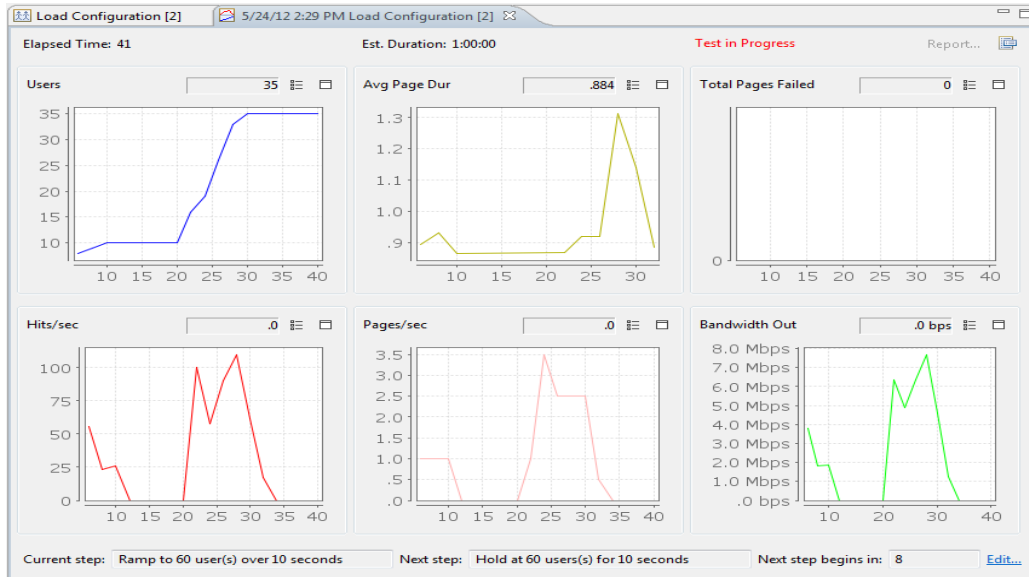 Load Configuration [2]
5/24/12 2:29 PM Load Configuration [2]
Elapsed Time: 41
Est. Duration: 1:00:00
Test in Progress
Report...
Users
35
35
30
25
20
15
10
10 15 20 25 30 35 40
Avg Page Dur
.884
1.3
1.2
1.1
1.0
.9
10 15 20 25 30
Total Pages Failed
0
0
10 15 20 25 30 35 40
Hits/sec
.0
100
75
50
25
0
10 15 20 25 30 35 40
Pages/sec
.0
3.5
3.0
2.5
2.0
1.5
1.0
.5
.0
10 15 20 25 30 35 40
Bandwidth Out
.0 bps
8.0 Mbps
7.0 Mbps
6.0 Mbps
5.0 Mbps
4.0 Mbps
3.0 Mbps
2.0 Mbps
1.0 Mbps
.0 bps
10 20 30 40
Current step: Ramp to 60 user(s) over 10 seconds
Next step: Hold at 60 users(s) for 10 seconds
Next step begins in: 8
Edit...